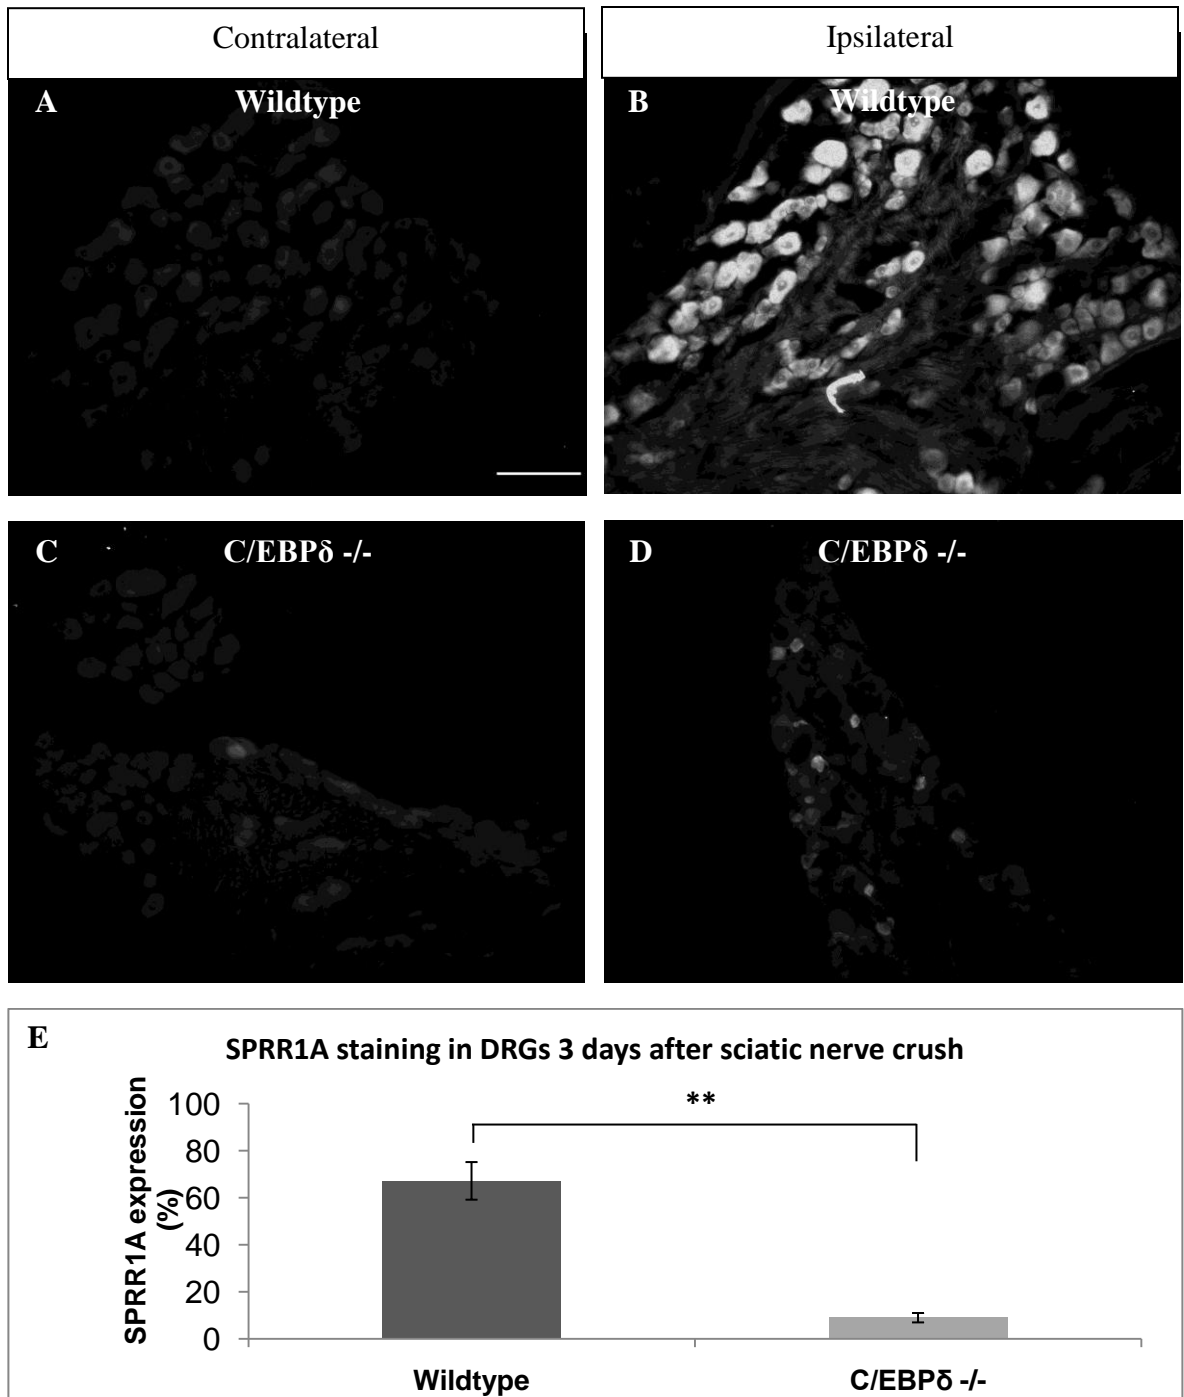 Contralateral
Ipsilateral
A
Wildtype
B
Wildtype
C
C/EBPδ -/-
D
C/EBPδ -/-
E
SPRR1A staining in DRGs 3 days after sciatic nerve crush
SPRR1A expression
(%)
100
80
60
40
20
0
**
Wildtype
C/EBPδ -/-